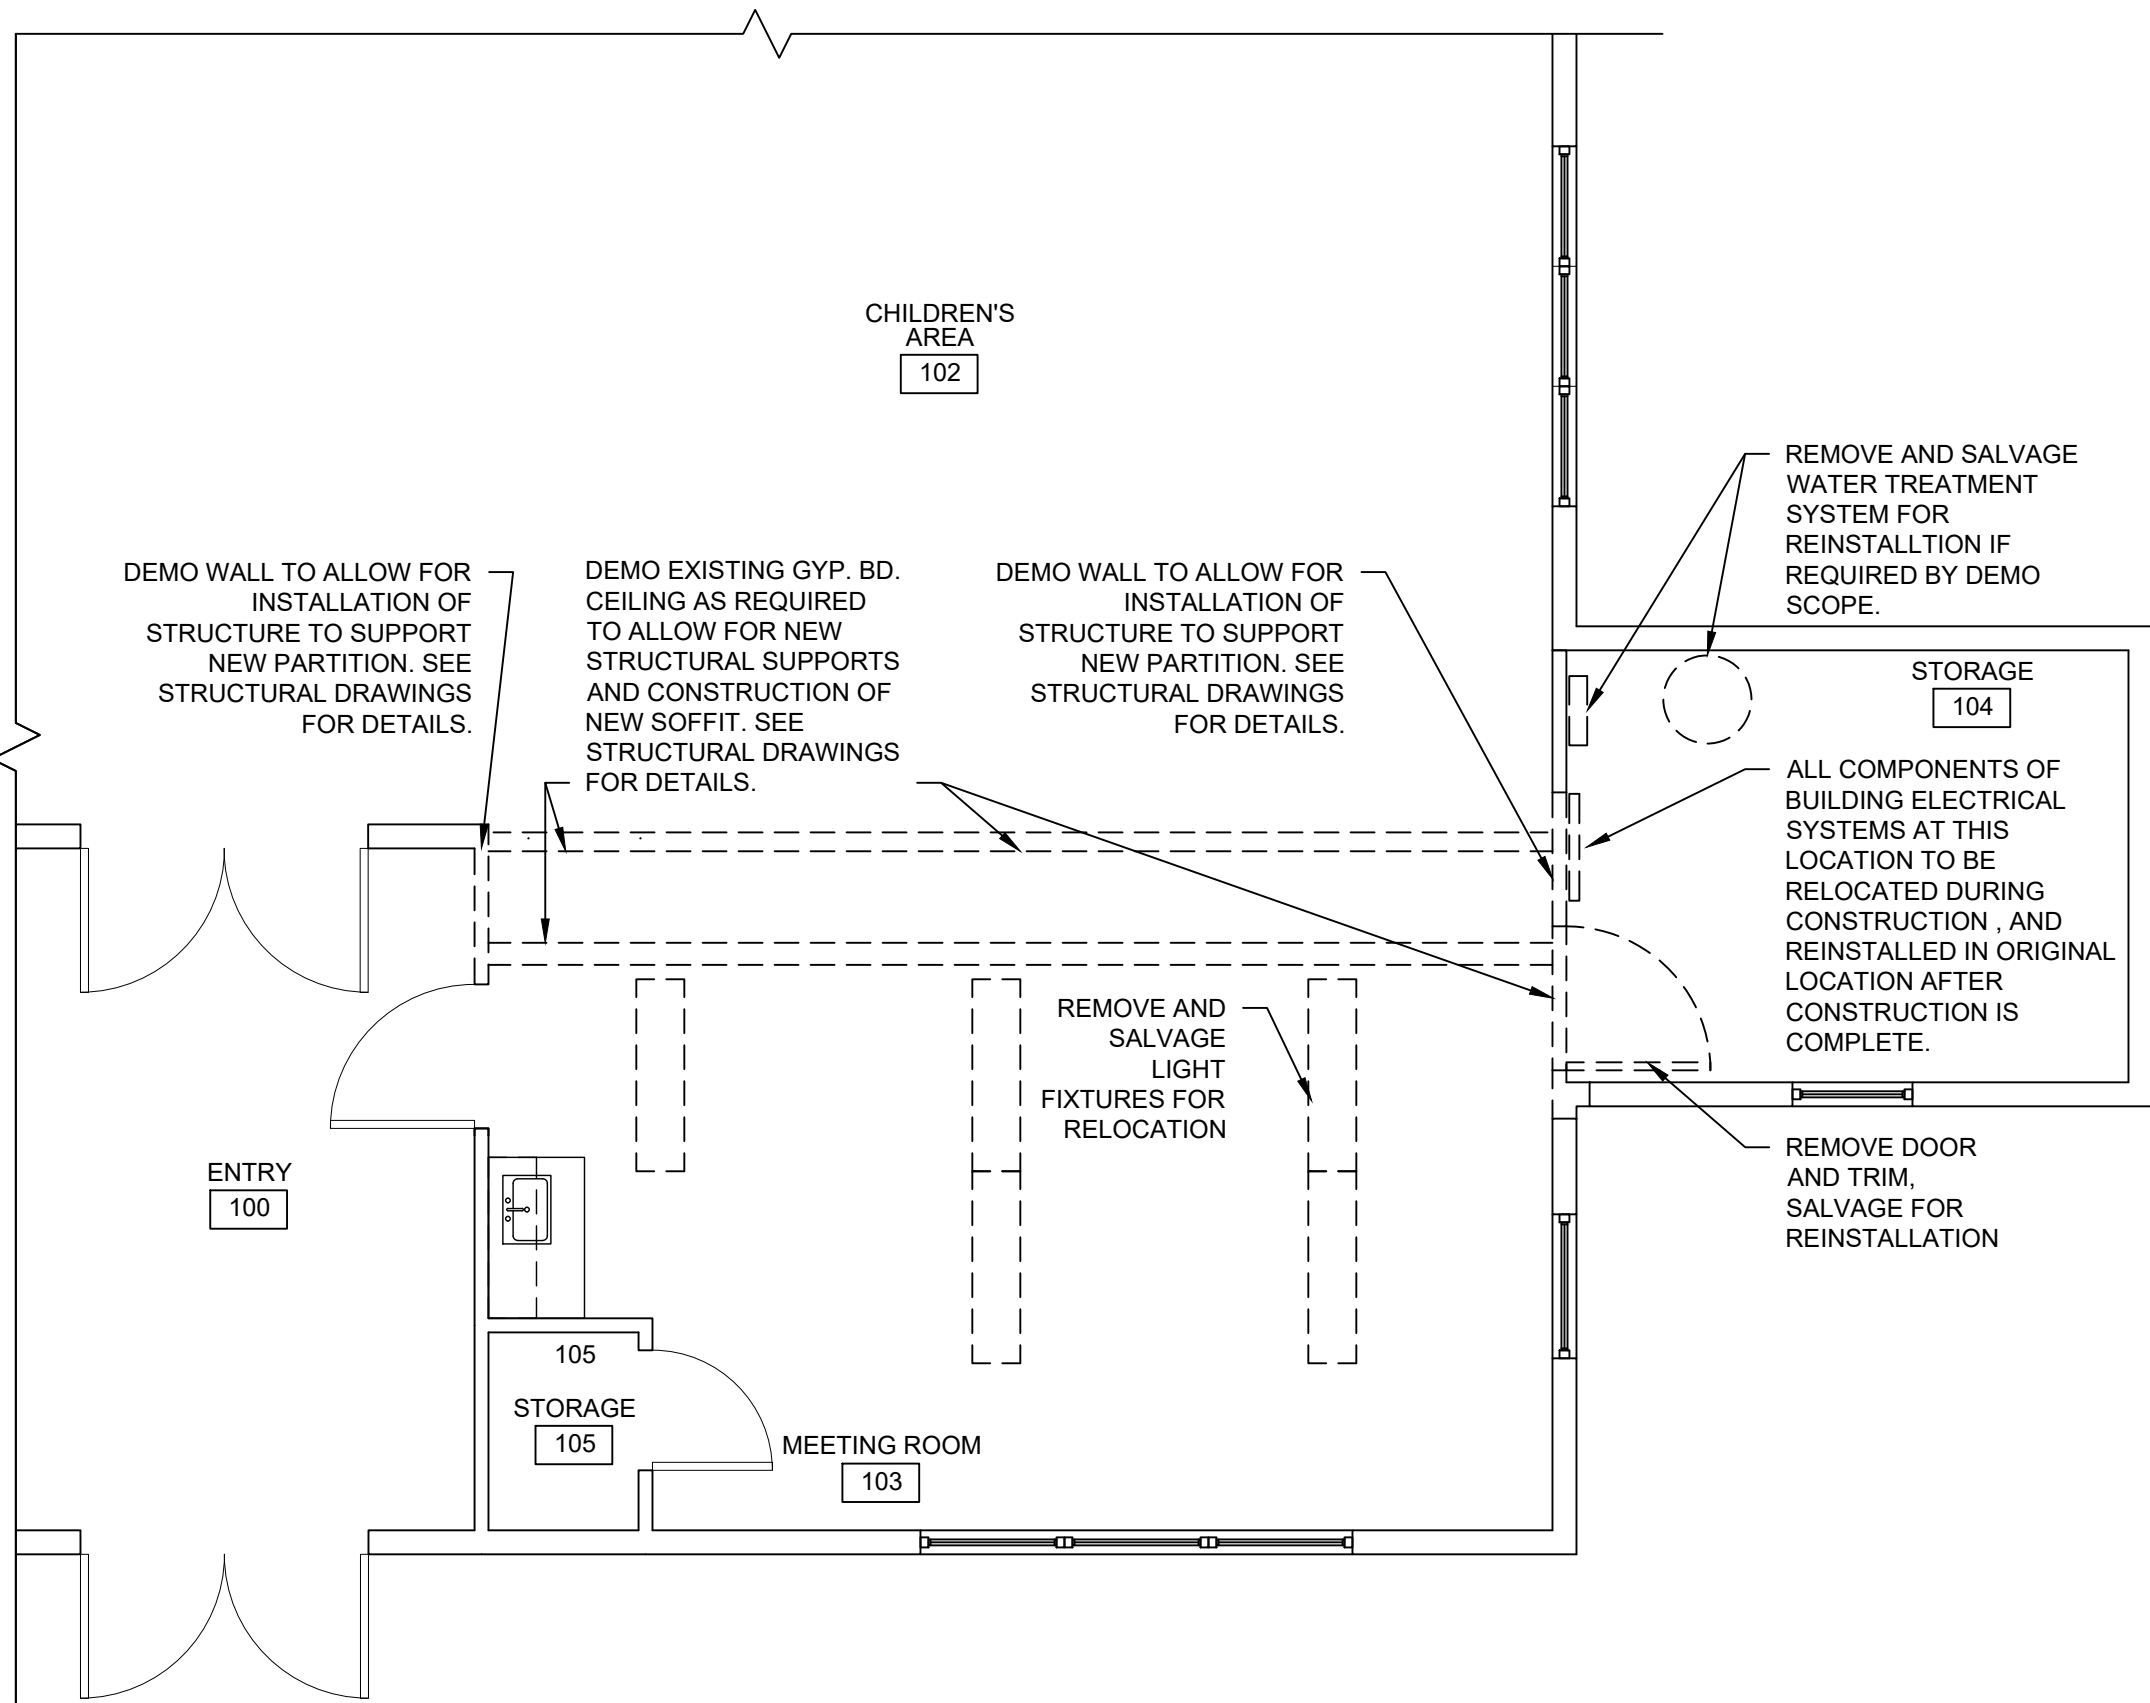 CHILDREN'S
AREA
102
DEMO WALL TO ALLOW FOR
INSTALLATION OF
STRUCTURE TO SUPPORT
NEW PARTITION. SEE
STRUCTURAL DRAWINGS
FOR DETAILS.
DEMO EXISTING GYP. BD.
CEILING AS REQUIRED
TO ALLOW FOR NEW
STRUCTURAL SUPPORTS
AND CONSTRUCTION OF
NEW SOFFIT. SEE
STRUCTURAL DRAWINGS
FOR DETAILS.
DEMO WALL TO ALLOW FOR
INSTALLATION OF
STRUCTURE TO SUPPORT
NEW PARTITION. SEE
STRUCTURAL DRAWINGS
FOR DETAILS.
REMOVE AND SALVAGE
WATER TREATMENT
SYSTEM FOR
REINSTALLTION IF
REQUIRED BY DEMO
SCOPE.
STORAGE
104
ALL COMPONENTS OF
BUILDING ELECTRICAL
SYSTEMS AT THIS
LOCATION TO BE
RELOCATED DURING
CONSTRUCTION , AND
REINSTALLED IN ORIGINAL
LOCATION AFTER
CONSTRUCTION IS
COMPLETE.
REMOVE AND
SALVAGE
LIGHT
FIXTURES FOR
RELOCATION
REMOVE DOOR
AND TRIM,
SALVAGE FOR
REINSTALLATION
ENTRY
100
105
STORAGE
105
MEETING ROOM
103